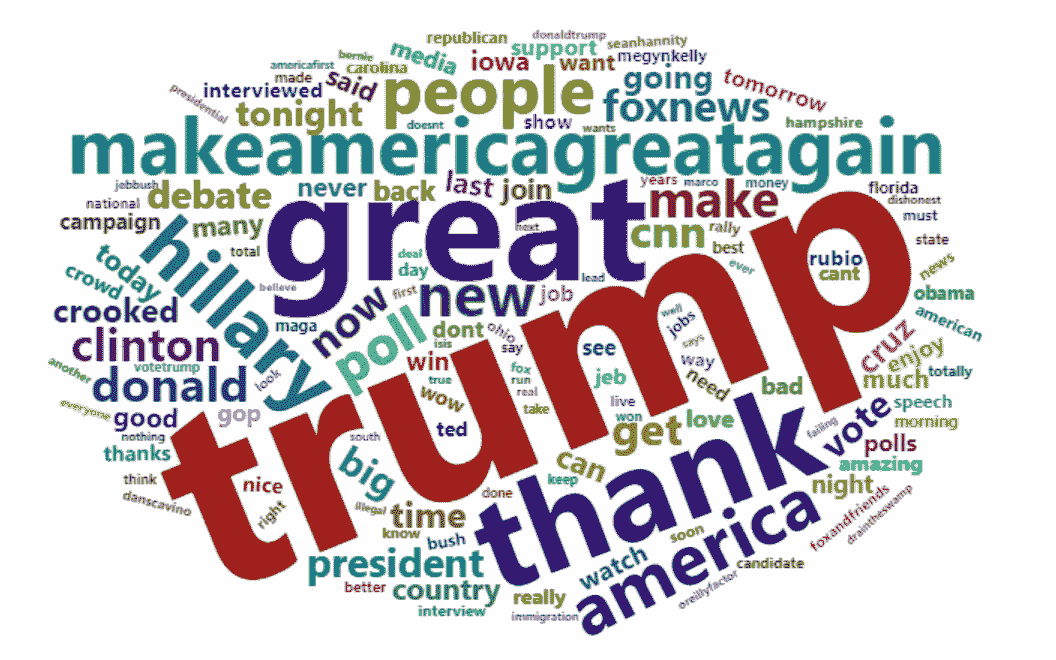 donaldtrump
republican
seanhannity
support
media
bernie
megynkelly
iowa
want
americafirst
carolina
made
said
going
tomorrow
presidential
interviewed
people
foxnews
tonight
doesnt
show
wants
hampshire
makeamericagreatagain
jebbush
debate
never
back
last
join
years
marco
money
florida
national
great
make
dishonest
campaign
many
next
cnn
rally
must
hillary
total
best
state
today
deal
trump
crowd
day
ever
rubio
cant
news
believe
first
new
job
lead
obama
crooked
maga
now
well
american
clinton
poll
dont
ohio
jobs
isis
say
see
says
cruz
another
votetrump
win
way
enjoy
donald
look
true
fox
run
jeb
need
bad
much
totally
everyone
wow
real
live
good
gop
take
won
love
vote
speech
nothing
south
ted
get
thank
failing
morning
thanks
polls
big
can
amazing
think
nice
keep
night
danscavino
right
illegal
done
america
foxandfriends
time
draintheswamp
know
bush
soon
president
watch
candidate
better
country
really
oreillyfactor
interview
immigration